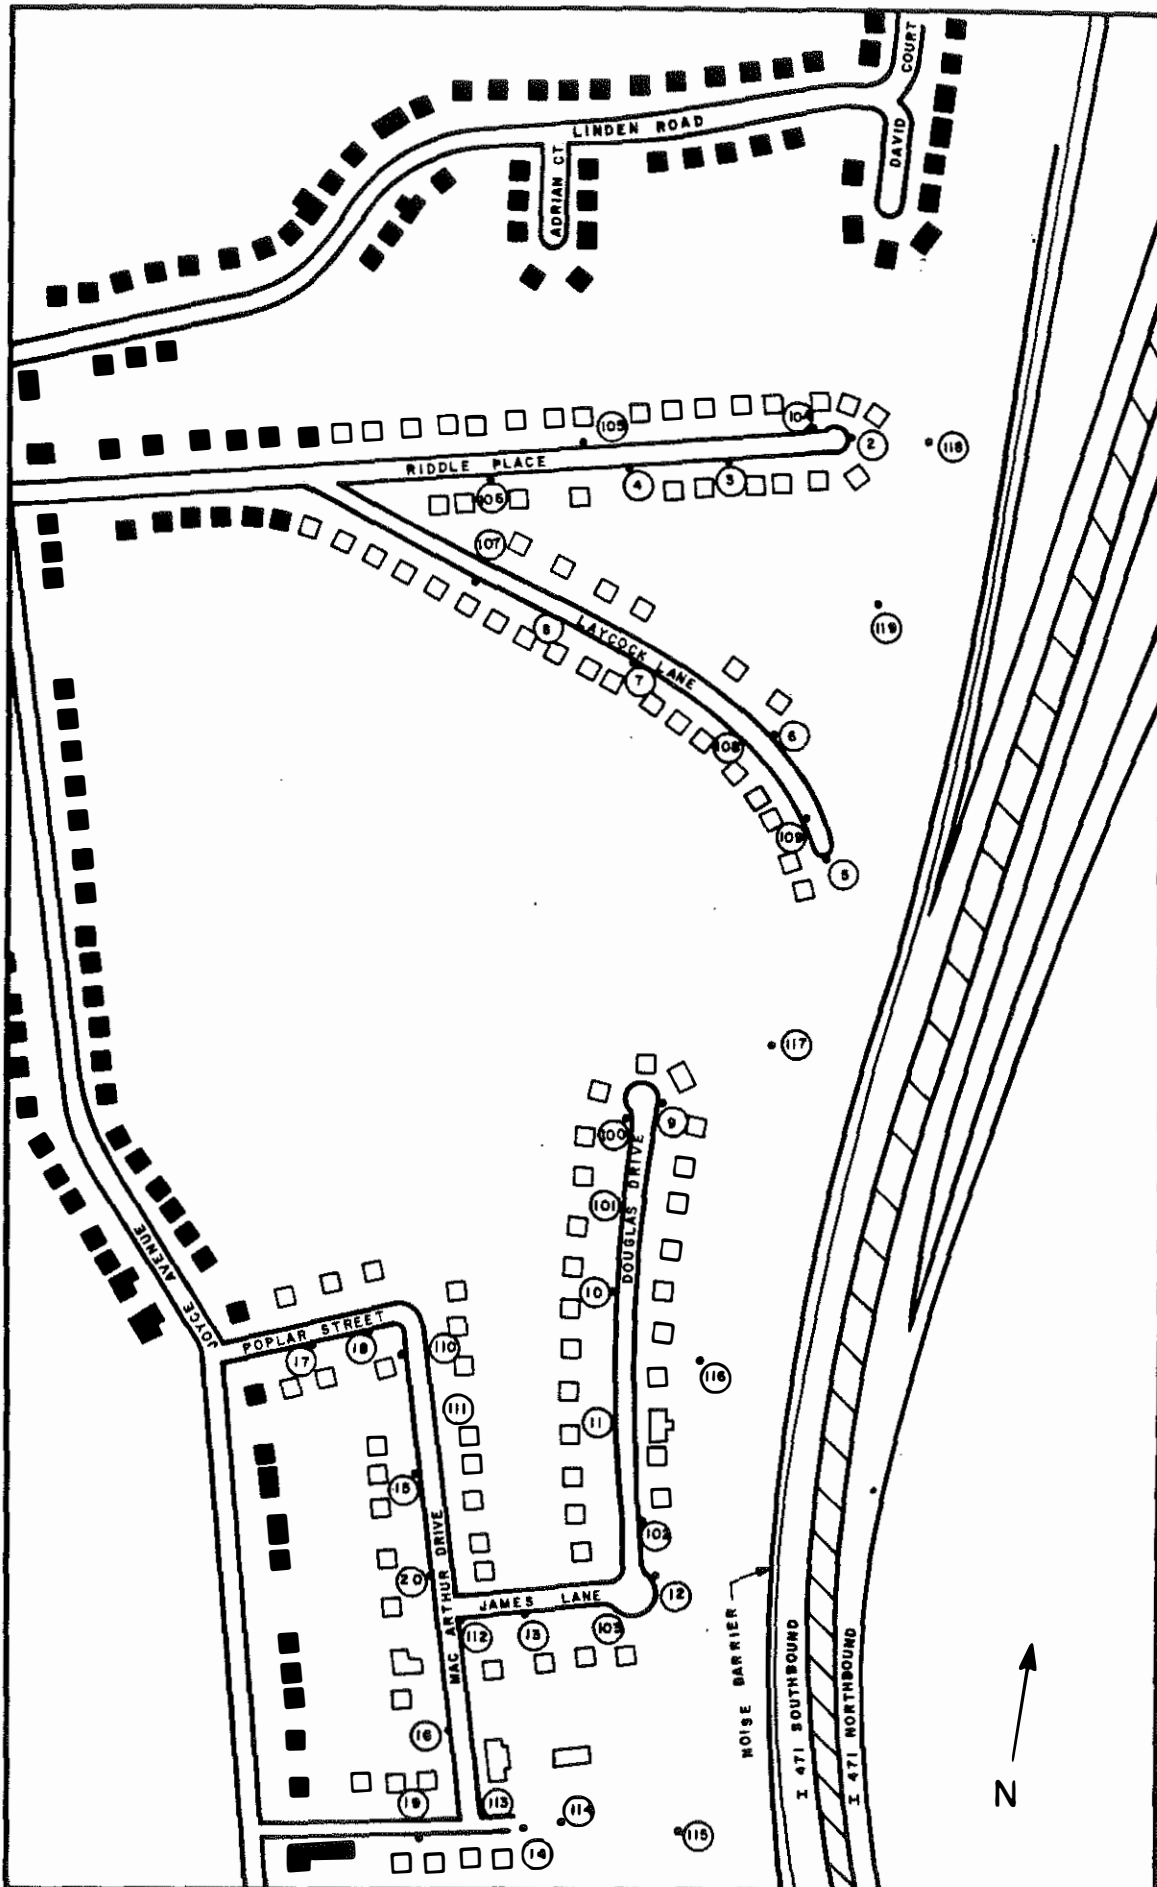 COURT
LINDEN ROAD
DAVID
ADRIAN CT.
104
105
2
118
RIDDLE PLACE
4
3
106
107
119
8
LAYCOCK LANE
7
6
108
109
5
117
9
100
101
DOUGLAS DRIVE
10
JOYCE AVENUE
POPLAR STREET
17
18
110
116
111
11
15
102
20
MAC ARTHUR DRIVE
JAMES LANE
12
112
13
103
NOISE BARRIER
I 471 SOUTHBOUND
I 471 NORTHBOUND
16
N
19
113
114
115
14